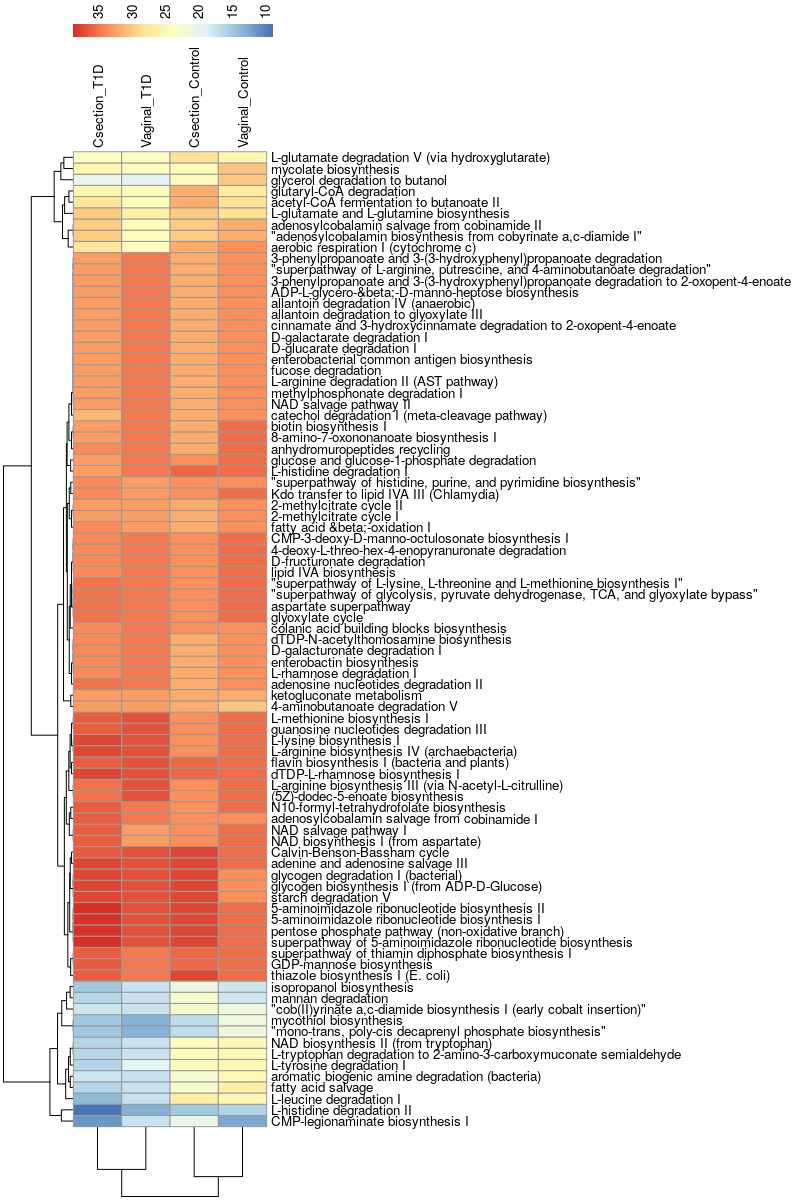 35 30 25 20 15 10
Csection_T1D
Vaginal_T1D
Csection_Control
Vaginal_Control
L-glutamate degradation V (via hydroxyglutarate)
mycolate biosynthesis
glycerol degradation to butanol
glutaryl-CoA degradation
acetyl-CoA fermentation to butanoate II
L-glutamate and L-glutamine biosynthesis
adenosylcobalamin salvage from cobinamide II
"adenosylcobalamin biosynthesis from cobyrinate a,c-diamide I"
aerobic respiration I (cytochrome c)
3-phenylpropanoate and 3-(3-hydroxyphenyl)propanoate degradation
"superpathway of L-arginine, putrescine, and 4-aminobutanoate degradation"
3-phenylpropanoate and 3-(3-hydroxyphenyl)propanoate degradation to 2-oxopent-4-enoate
ADP-L-glycero-&beta;-D-manno-heptose biosynthesis
allantoin degradation IV (anaerobic)
allantoin degradation to glyoxylate III
cinnamate and 3-hydroxycinnamate degradation to 2-oxopent-4-enoate
D-galactarate degradation I
D-glucarate degradation I
enterobacterial common antigen biosynthesis
fucose degradation
L-arginine degradation II (AST pathway)
methylphosphonate degradation I
NAD salvage pathway II
catechol degradation I (meta-cleavage pathway)
biotin biosynthesis I
8-amino-7-oxononanoate biosynthesis I
anhydromuropeptides recycling
glucose and glucose-1-phosphate degradation
L-histidine degradation I
"superpathway of histidine, purine, and pyrimidine biosynthesis"
Kdo transfer to lipid IVA III (Chlamydia)
2-methylcitrate cycle II
2-methylcitrate cycle I
fatty acid &beta;-oxidation I
CMP-3-deoxy-D-manno-octulosonate biosynthesis I
4-deoxy-L-threo-hex-4-enopyranuronate degradation
D-fructuronate degradation
lipid IVA biosynthesis
"superpathway of L-lysine, L-threonine and L-methionine biosynthesis I"
"superpathway of glycolysis, pyruvate dehydrogenase, TCA, and glyoxylate bypass"
aspartate superpathway
glyoxylate cycle
colanic acid building blocks biosynthesis
dTDP-N-acetylthomosamine biosynthesis
D-galacturonate degradation I
enterobactin biosynthesis
L-rhamnose degradation I
adenosine nucleotides degradation II
ketogluconate metabolism
4-aminobutanoate degradation V
L-methionine biosynthesis I
guanosine nucleotides degradation III
L-lysine biosynthesis I
L-arginine biosynthesis IV (archaebacteria)
flavin biosynthesis I (bacteria and plants)
dTDP-L-rhamnose biosynthesis I
L-arginine biosynthesis III (via N-acetyl-L-citrulline)
(5Z)-dodec-5-enoate biosynthesis
N10-formyl-tetrahydrofolate biosynthesis
adenosylcobalamin salvage from cobinamide I
NAD salvage pathway I
NAD biosynthesis I (from aspartate)
Calvin-Benson-Bassham cycle
adenine and adenosine salvage III
glycogen degradation I (bacterial)
glycogen biosynthesis I (from ADP-D-Glucose)
starch degradation V
5-aminoimidazole ribonucleotide biosynthesis II
5-aminoimidazole ribonucleotide biosynthesis I
pentose phosphate pathway (non-oxidative branch)
superpathway of 5-aminoimidazole ribonucleotide biosynthesis
superpathway of thiamin diphosphate biosynthesis I
GDP-mannose biosynthesis
thiazole biosynthesis I (E. coli)
isopropanol biosynthesis
mannan degradation
"cob(II)yrinate a,c-diamide biosynthesis I (early cobalt insertion)"
mycothiol biosynthesis
"mono-trans, poly-cis decaprenyl phosphate biosynthesis"
NAD biosynthesis II (from tryptophan)
L-tryptophan degradation to 2-amino-3-carboxymuconate semialdehyde
L-tyrosine degradation I
aromatic biogenic amine degradation (bacteria)
fatty acid salvage
L-leucine degradation I
L-histidine degradation II
CMP-legionaminate biosynthesis I